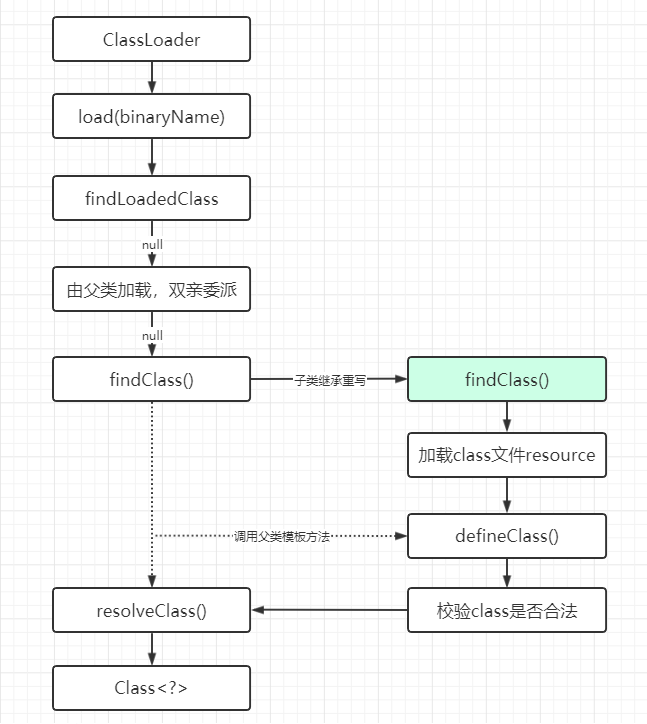 ClassLoader
load(binaryName)
findLoadedClass
null
由父类加载，双亲委派
null
findClass()
子类继承重写
findClass()
加载class文件resource
调用父类模板方法
defineClass()
resolveClass()
校验class是否合法
Class<?>